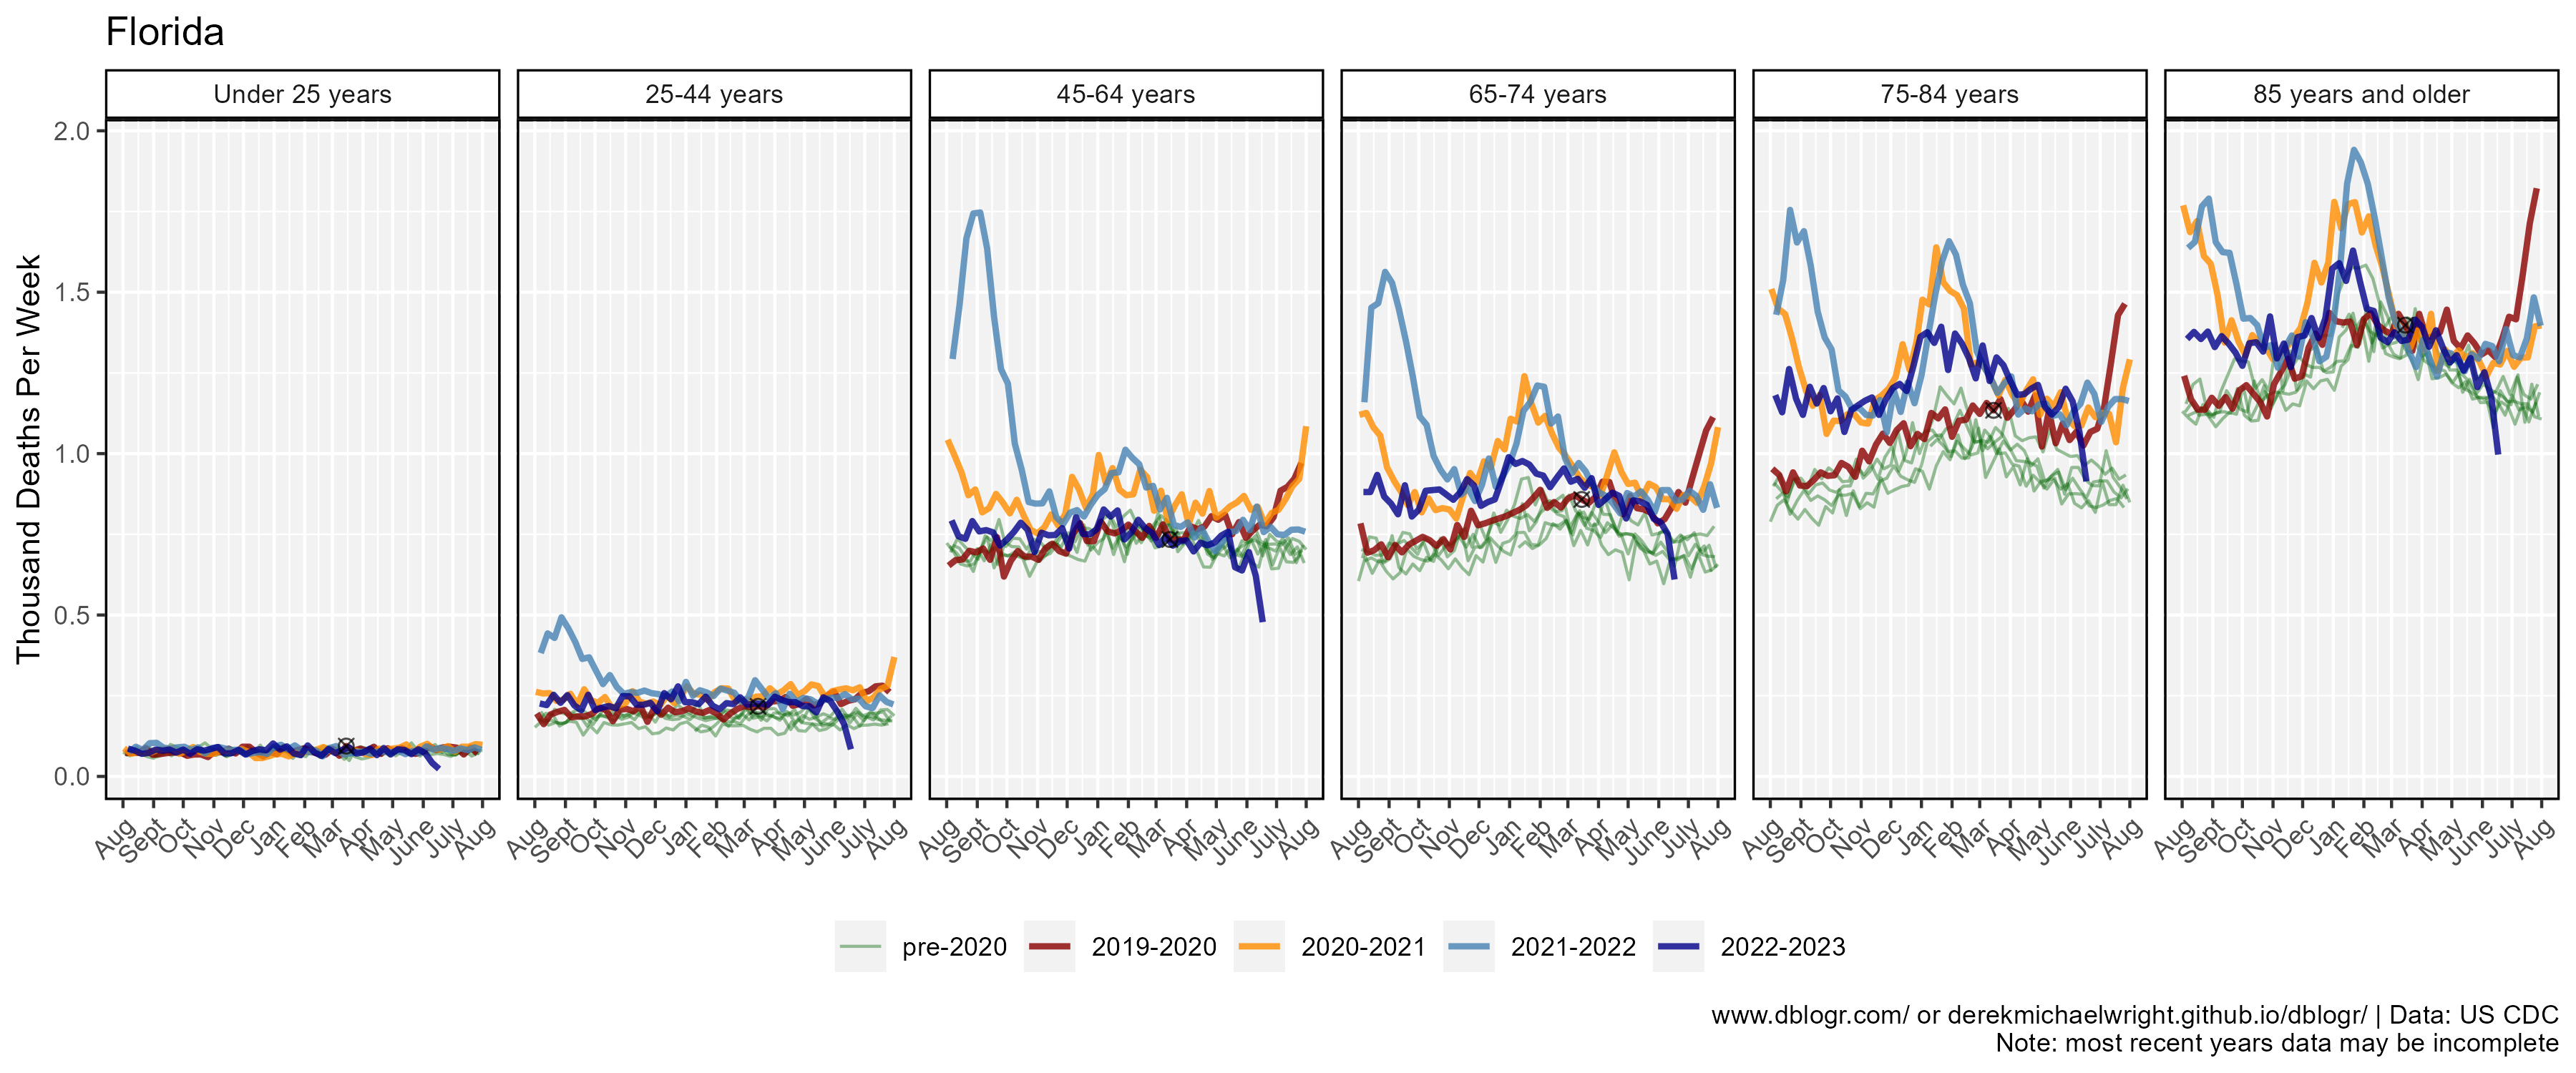 Florida
Under 25 years
25-44 years
45-64 years
65-74 years
75-84 years
85 years and older
Thousand Deaths Per Week
2.0
1.5
1.0
0.5
0.0
Aug Sept Oct Nov Dec Jan Feb Mar Apr May June July Aug
Aug Sept Oct Nov Dec Jan Feb Mar Apr May June July Aug
Aug Sept Oct Nov Dec Jan Feb Mar Apr May June July Aug
Aug Sept Oct Nov Dec Jan Feb Mar Apr May June July Aug
Aug Sept Oct Nov Dec Jan Feb Mar Apr May June July Aug
Aug Sept Oct Nov Dec Jan Feb Mar Apr May June July Aug
pre-2020 2019-2020 2020-2021 2021-2022 2022-2023
www.dblogr.com/ or derekmichaelwright.github.io/dblogr/ | Data: US CDC
Note: most recent years data may be incomplete